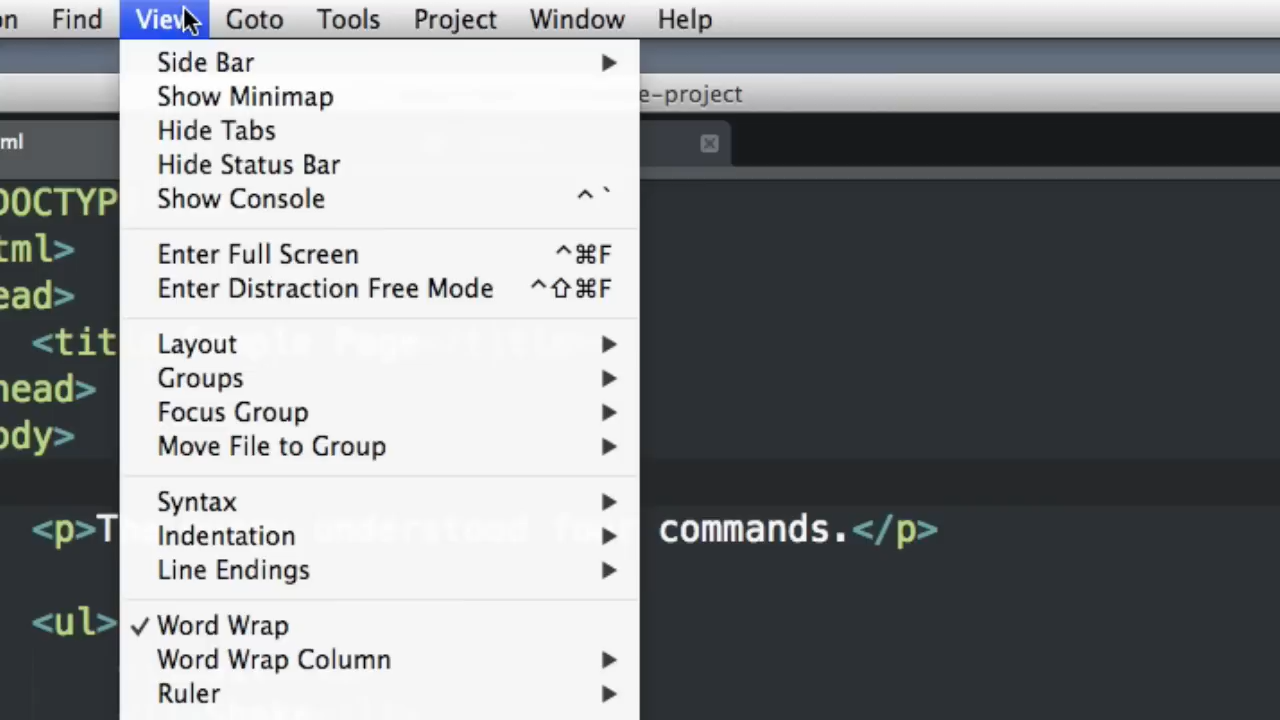 on Find View Goto Tools Project Window Help
Side Bar
e-project
Show Minimap
Hide Tabs
ml
Hide Status Bar
Show Console ^ `
DOCTYP
tml>
Enter Full Screen ^⌘F
Enter Distraction Free Mode ^⇧⌘F
ead>
Layout
<tit
Groups
head>
Focus Group
Move File to Group
ody>
Syntax
Indentation
<p>T understood commands.</p>
Line Endings
✓ Word Wrap
<ul>
Word Wrap Column
Ruler